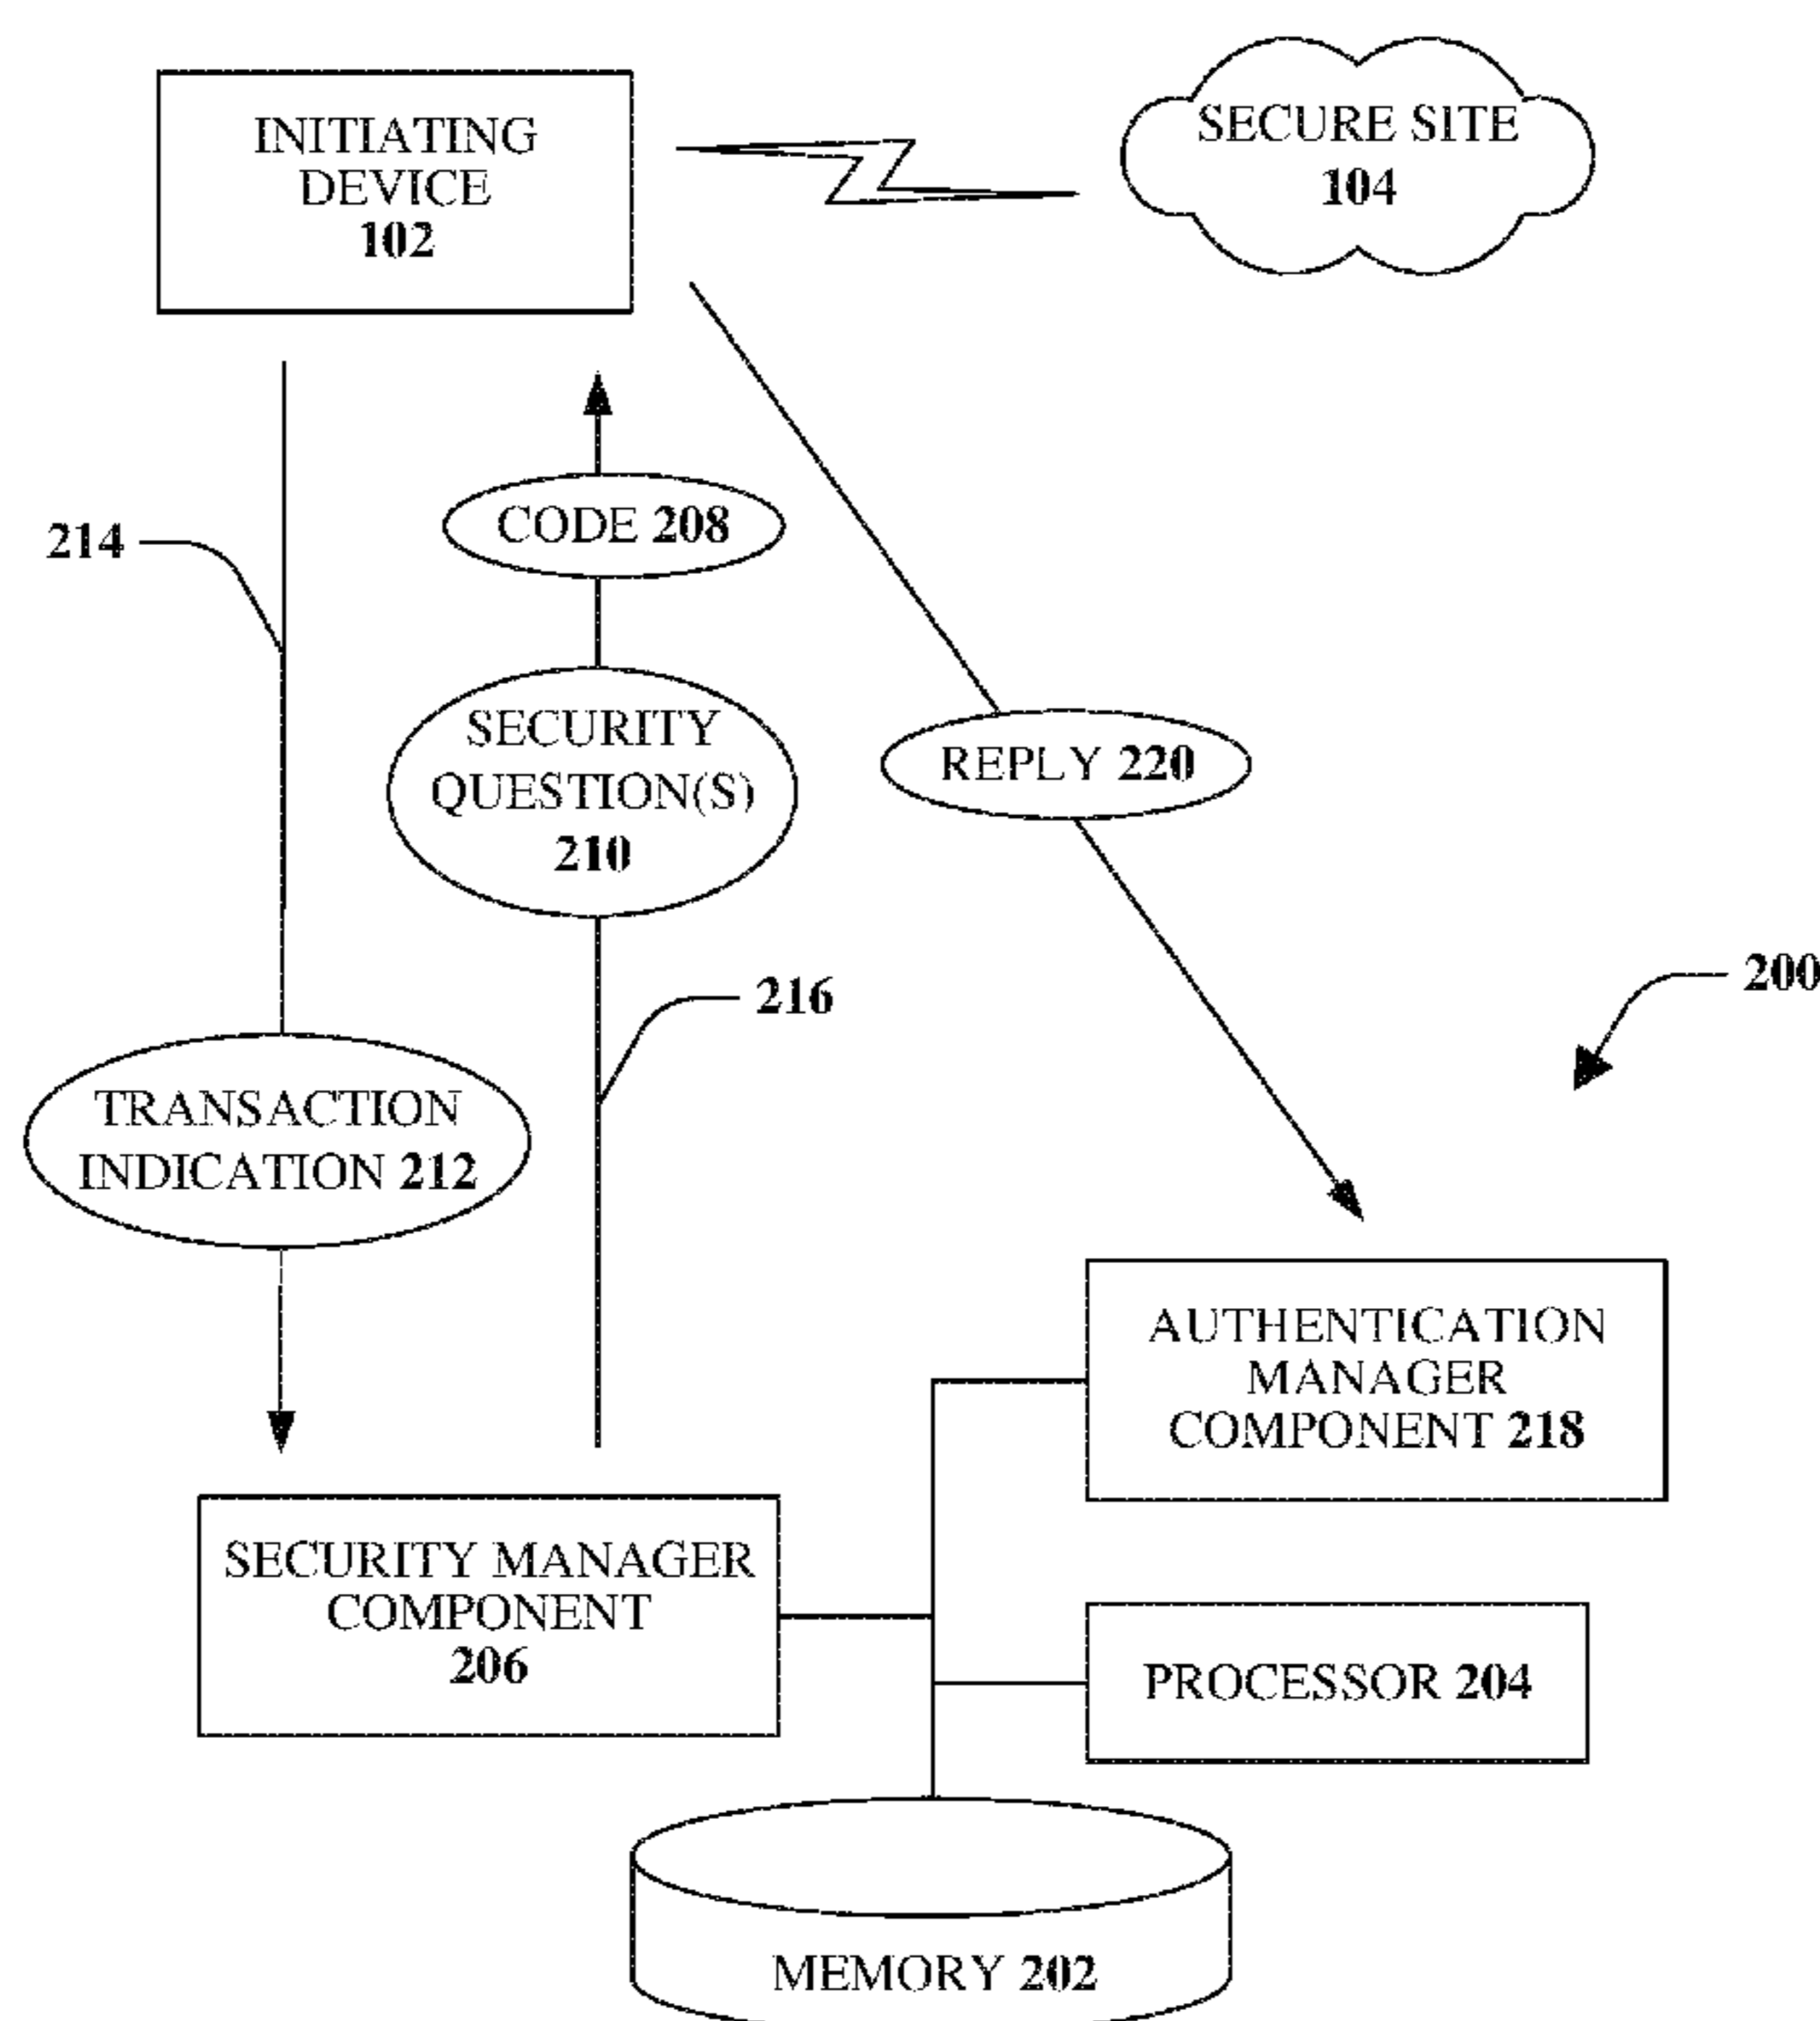 INITIATING
DEVICE
102
SECURE SITE
104
214
CODE 208
SECURITY
QUESTION(S)
210
REPLY 220
216
200
TRANSACTION
INDICATION 212
AUTHENTICATION
MANAGER
COMPONENT 218
SECURITY MANAGER
COMPONENT
206
PROCESSOR 204
MEMORY 202